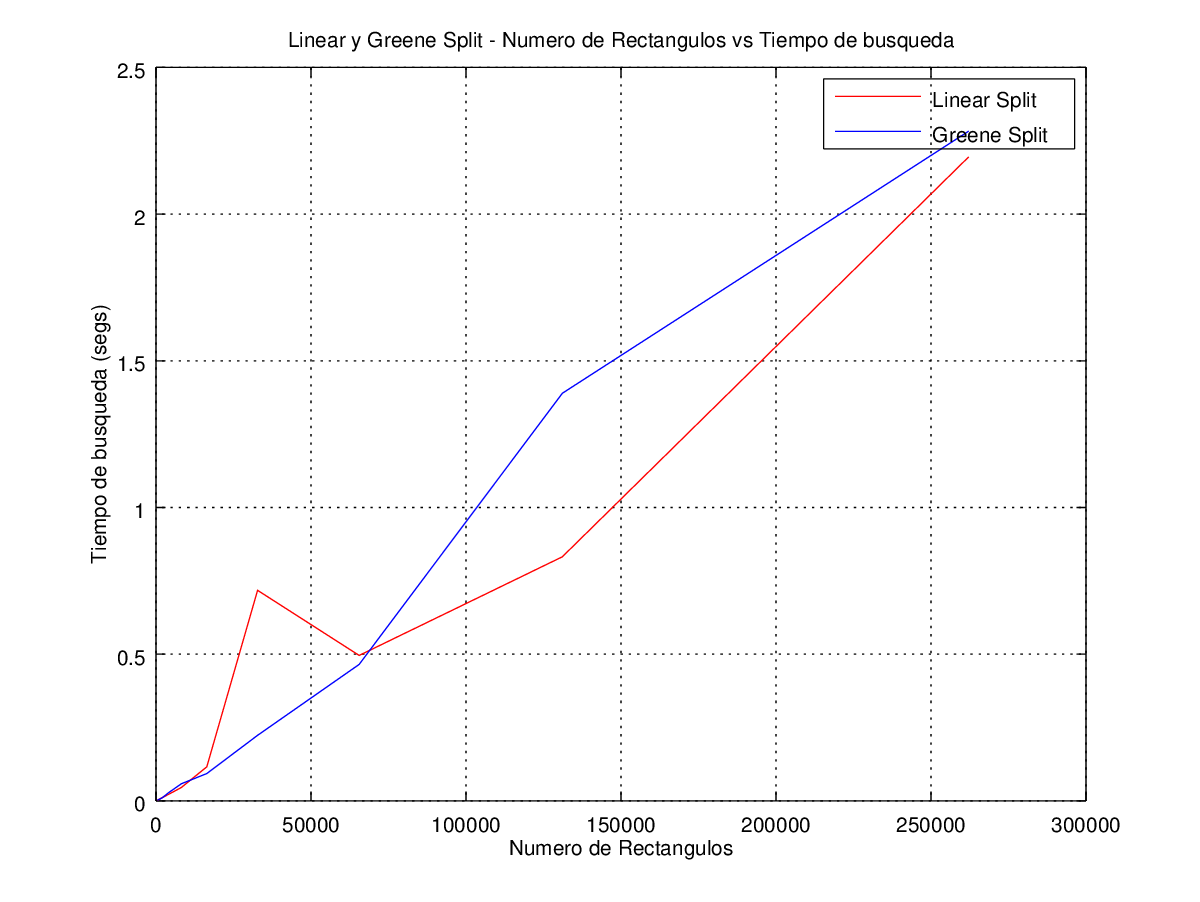 Linear y Greene Split - Numero de Rectangulos vs Tiempo de busqueda
2.5
Linear Split
Greene Split
2
1.5
1
0.5
0
Tiempo de busqueda (segs)
0 50000 100000 150000 200000 250000 300000
Numero de Rectangulos